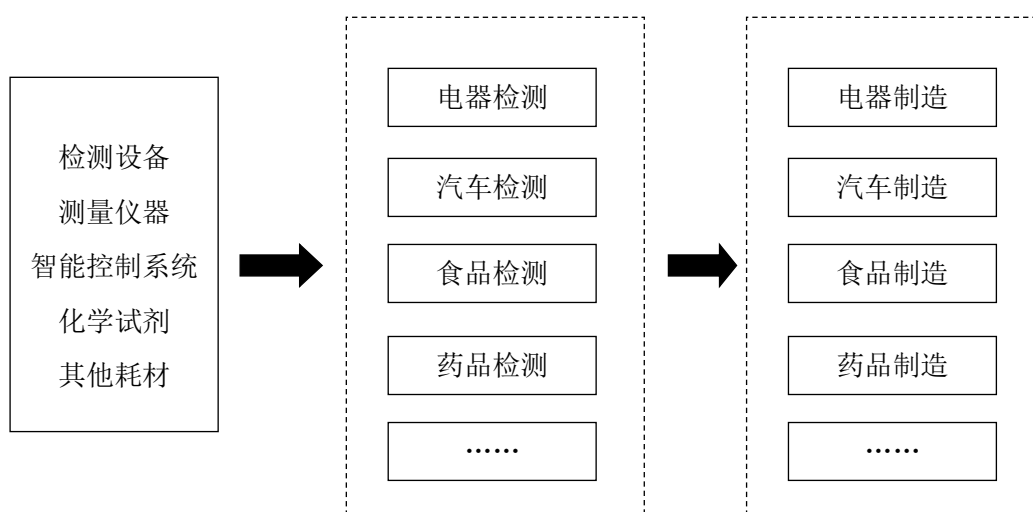 检测设备
测量仪器
智能控制系统
化学试剂
其他耗材
电器检测
汽车检测
食品检测
药品检测
……
电器制造
汽车制造
食品制造
药品制造
……